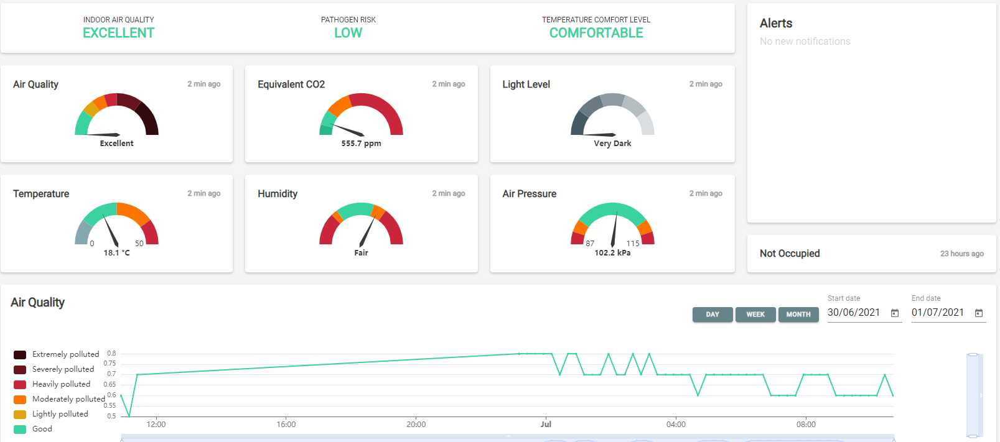 INDOOR AIR QUALITY
EXCELLENT
PATHOGEN RISK
LOW
TEMPERATURE COMFORT LEVEL
COMFORTABLE
Alerts
No new notifications
Air Quality 2 min ago
Excellent
Equivalent CO2 2 min ago
555.7 ppm
Light Level 2 min ago
Very Dark
Temperature 2 min ago
0 50
18.1 °C
Humidity 2 min ago
Fair
Air Pressure 2 min ago
87 115
102.2 kPa
Not Occupied 23 hours ago
Air Quality
DAY WEEK MONTH
Start date
30/06/2021
End date
01/07/2021
Extremely polluted
Severely polluted
Heavily polluted
Moderately polluted
Lightly polluted
Good
0.8
0.75
0.7
0.65
0.6
0.55
0.5
12:00 16:00 20:00 Jul 04:00 08:00